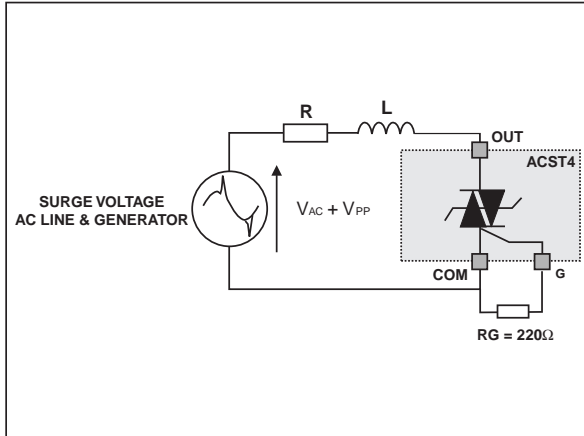 R
L
OUT
ACST4
SURGE VOLTAGE
AC LINE & GENERATOR
VAC + VPP
COM
G
RG = 220Ω